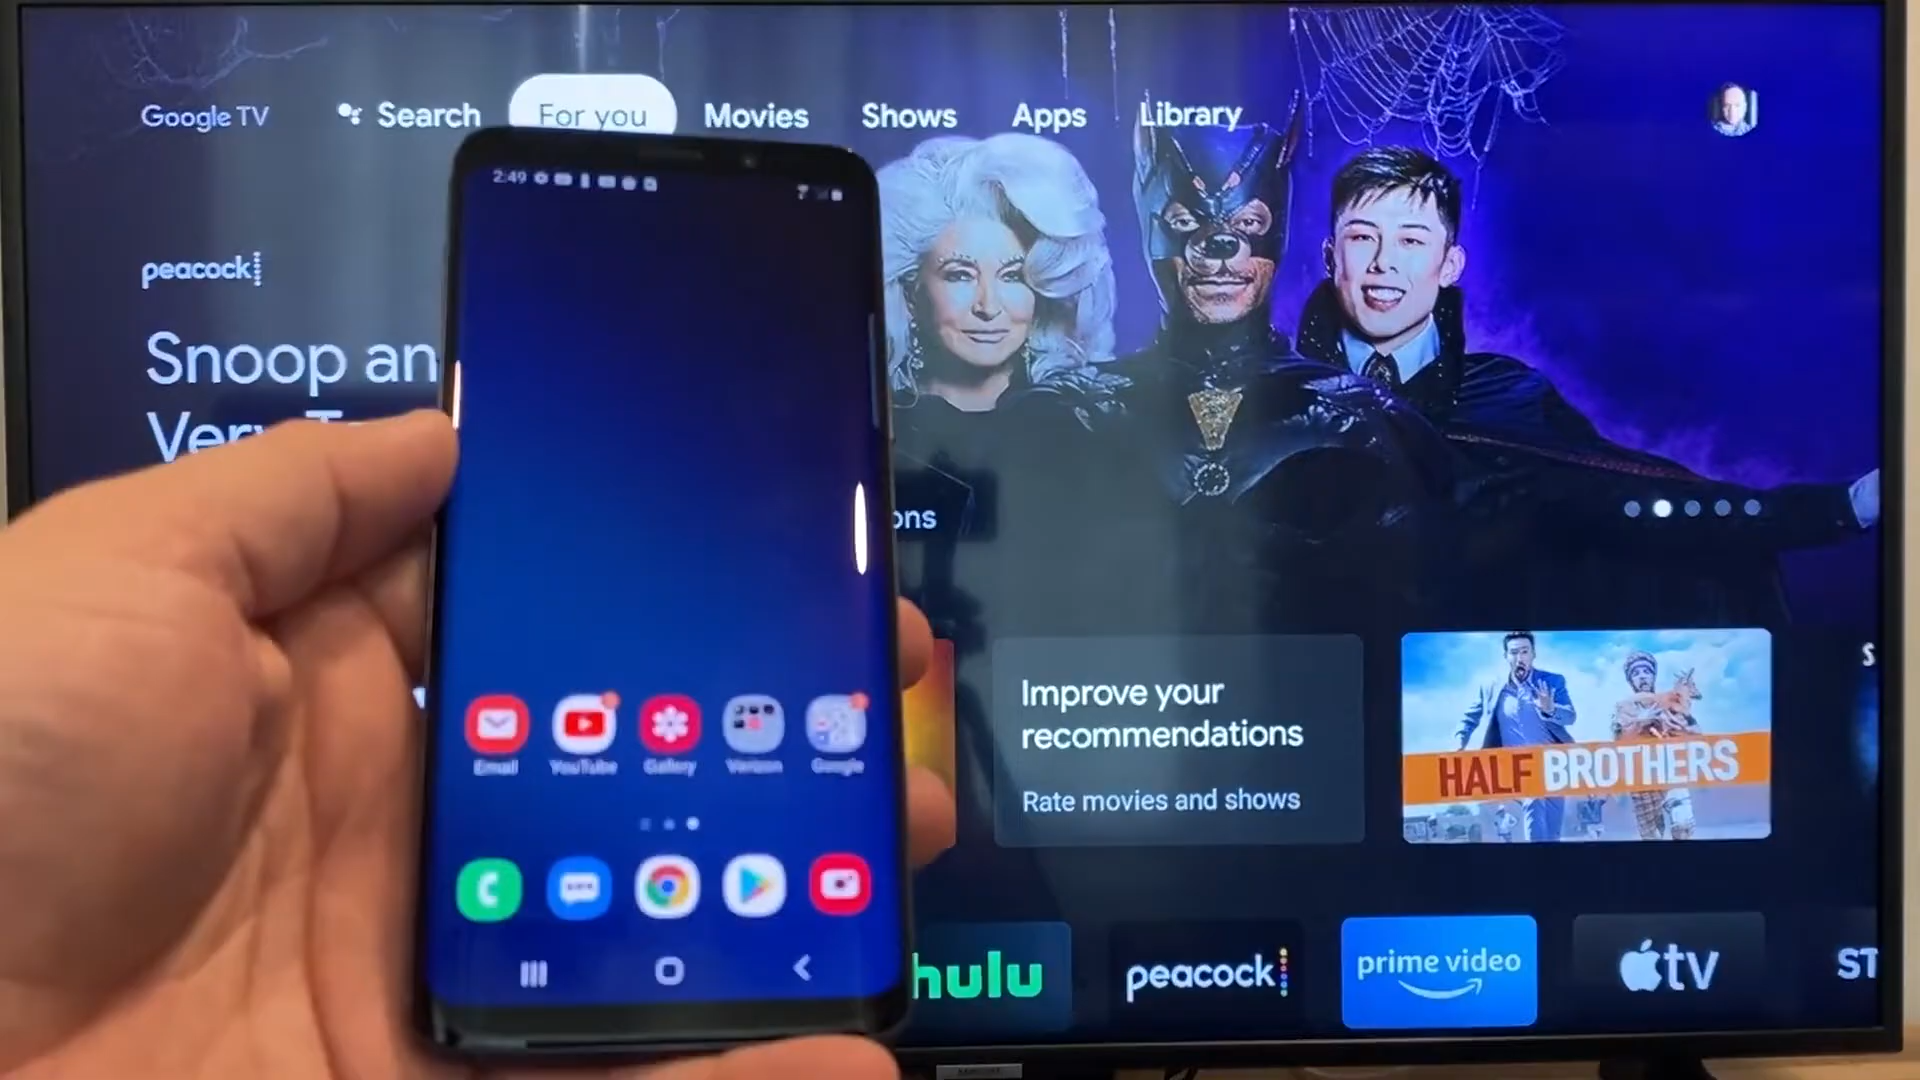 Google TV
Search
For you
Movies
Shows
Apps
Library
2:49
peacock
Snoop an
Very
ons
Improve your
recommendations
Rate movies and shows
HALF BROTHERS
S
Email
YouTube
Gallery
Verizon
Google
hulu
peacock
prime video
tv
ST